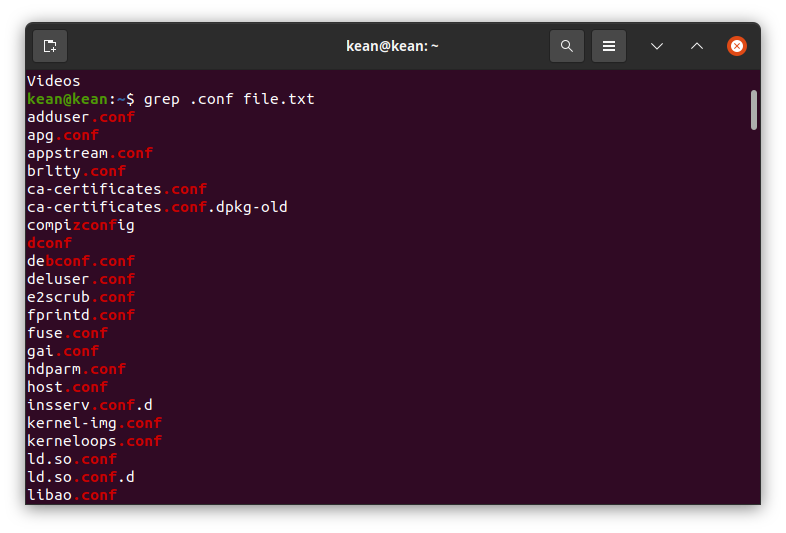 kean@kean: ~
Videos
kean@kean:~$ grep .conf file.txt
adduser.conf
apg.conf
appstream.conf
brltty.conf
ca-certificates.conf
ca-certificates.conf.dpkg-old
compizconfig
dconf
debconf.conf
deluser.conf
e2scrub.conf
fprintd.conf
fuse.conf
gai.conf
hdparm.conf
host.conf
insserv.conf.d
kernel-img.conf
kerneloops.conf
ld.so.conf
ld.so.conf.d
libao.conf